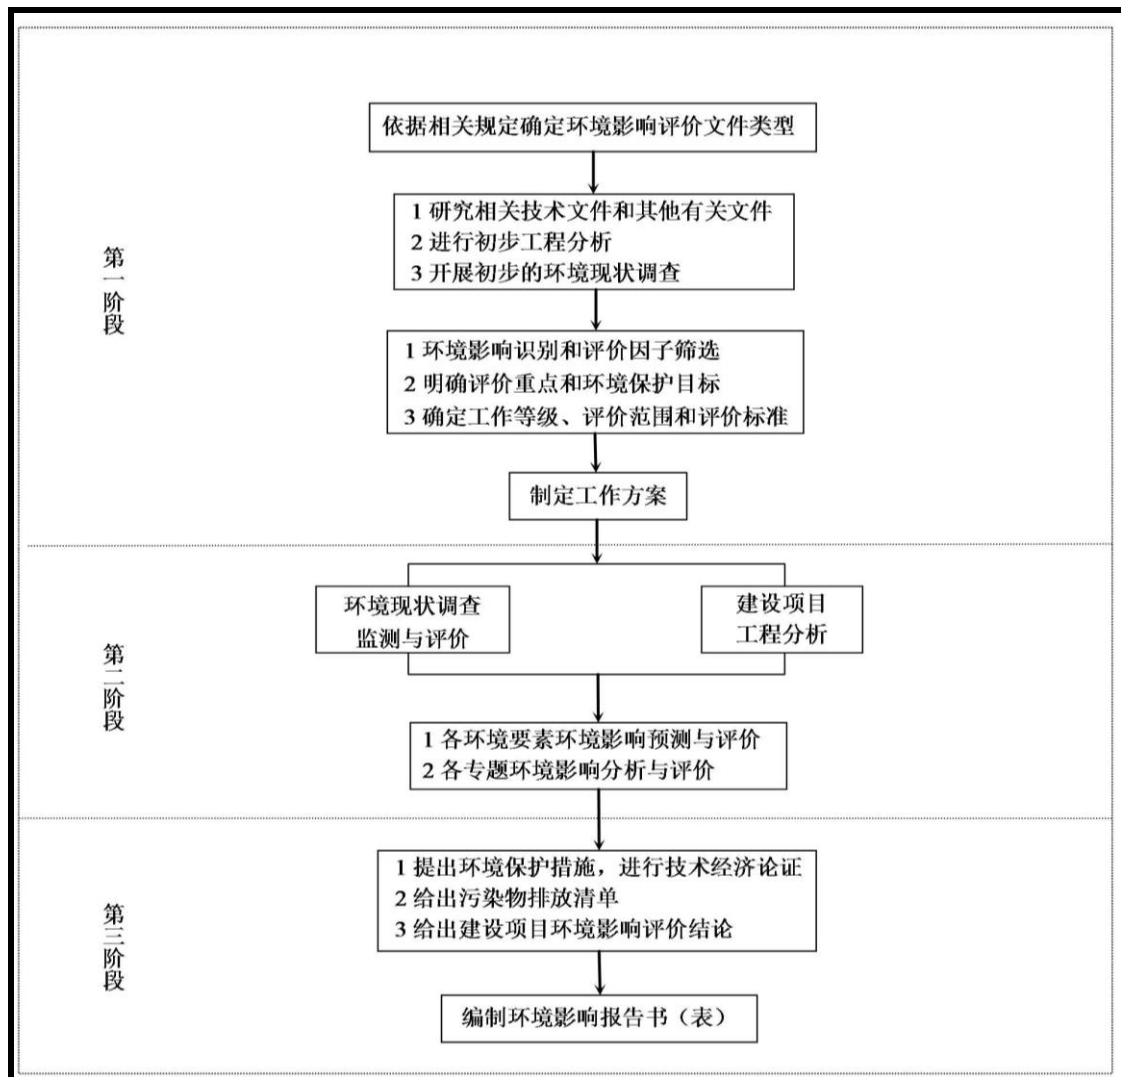 依据相关规定确定环境影响评价文件类型
1 研究相关技术文件和其他有关文件
2 进行初步工程分析
3 开展初步的环境现状调查
第一阶段
1 环境影响识别和评价因子筛选
2 明确评价重点和环境保护目标
3 确定工作等级、评价范围和评价标准
制定工作方案
环境现状调查
监测与评价
建设项目
工程分析
第二阶段
1 各环境要素环境影响预测与评价
2 各专题环境影响分析与评价
1 提出环境保护措施，进行技术经济论证
2 给出污染物排放清单
3 给出建设项目环境影响评价结论
第三阶段
编制环境影响报告书（表）